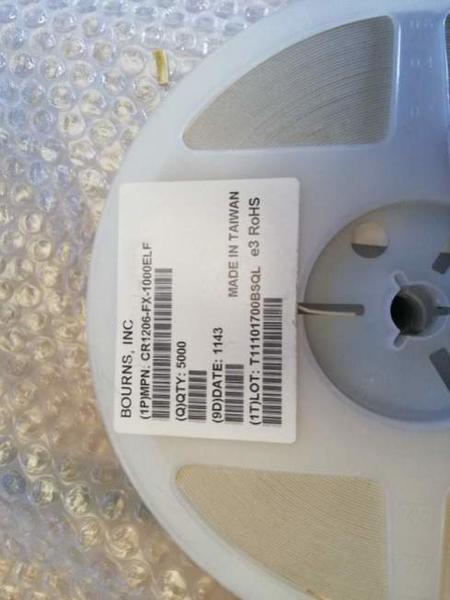 BOURNS, INC
(1P)MPN: CR1206-FX-1000ELF
(Q)QTY: 5000
(9D)DATE: 1143
MADE IN TAIWAN
(1T)LOT: T11101700BSQL e3 RoHS